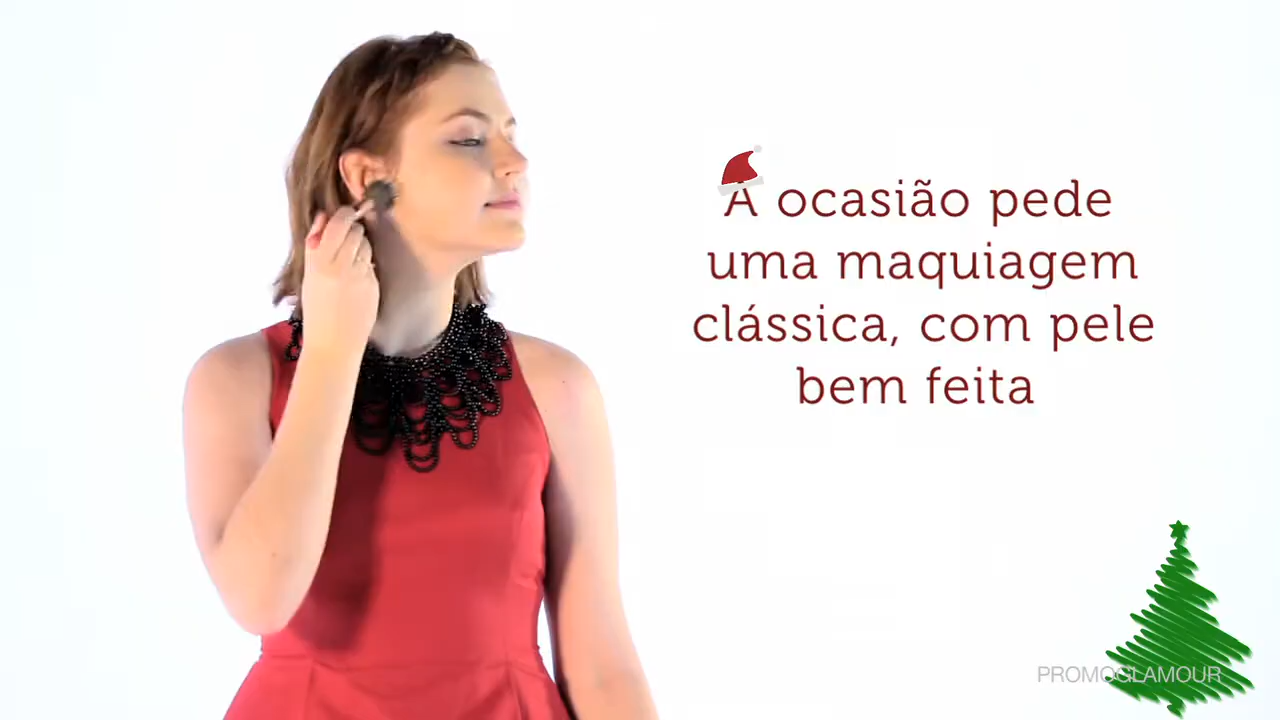 A ocasião pede
uma maquiagem
clássica, com pele
bem feita
PROMOGLAMOUR